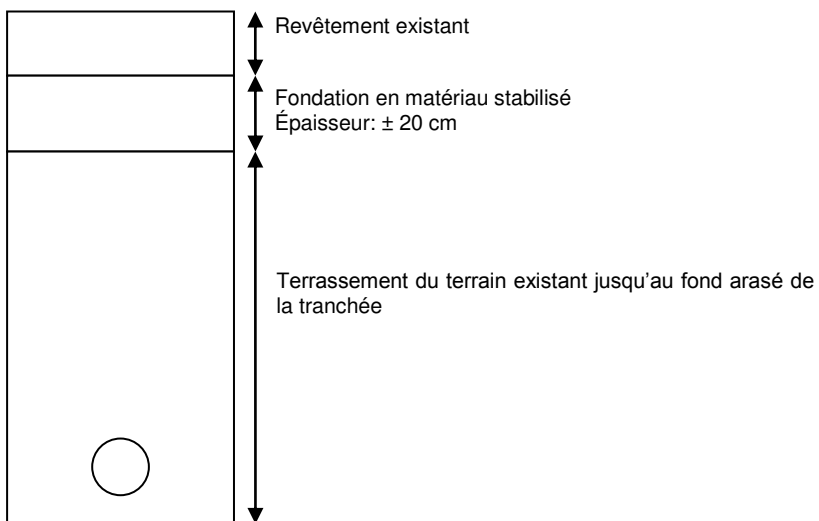 Revêtement existant
Fondation en matériau stabilisé
Épaisseur: ± 20 cm
Terrassement du terrain existant jusqu’au fond arasé de
la tranchée